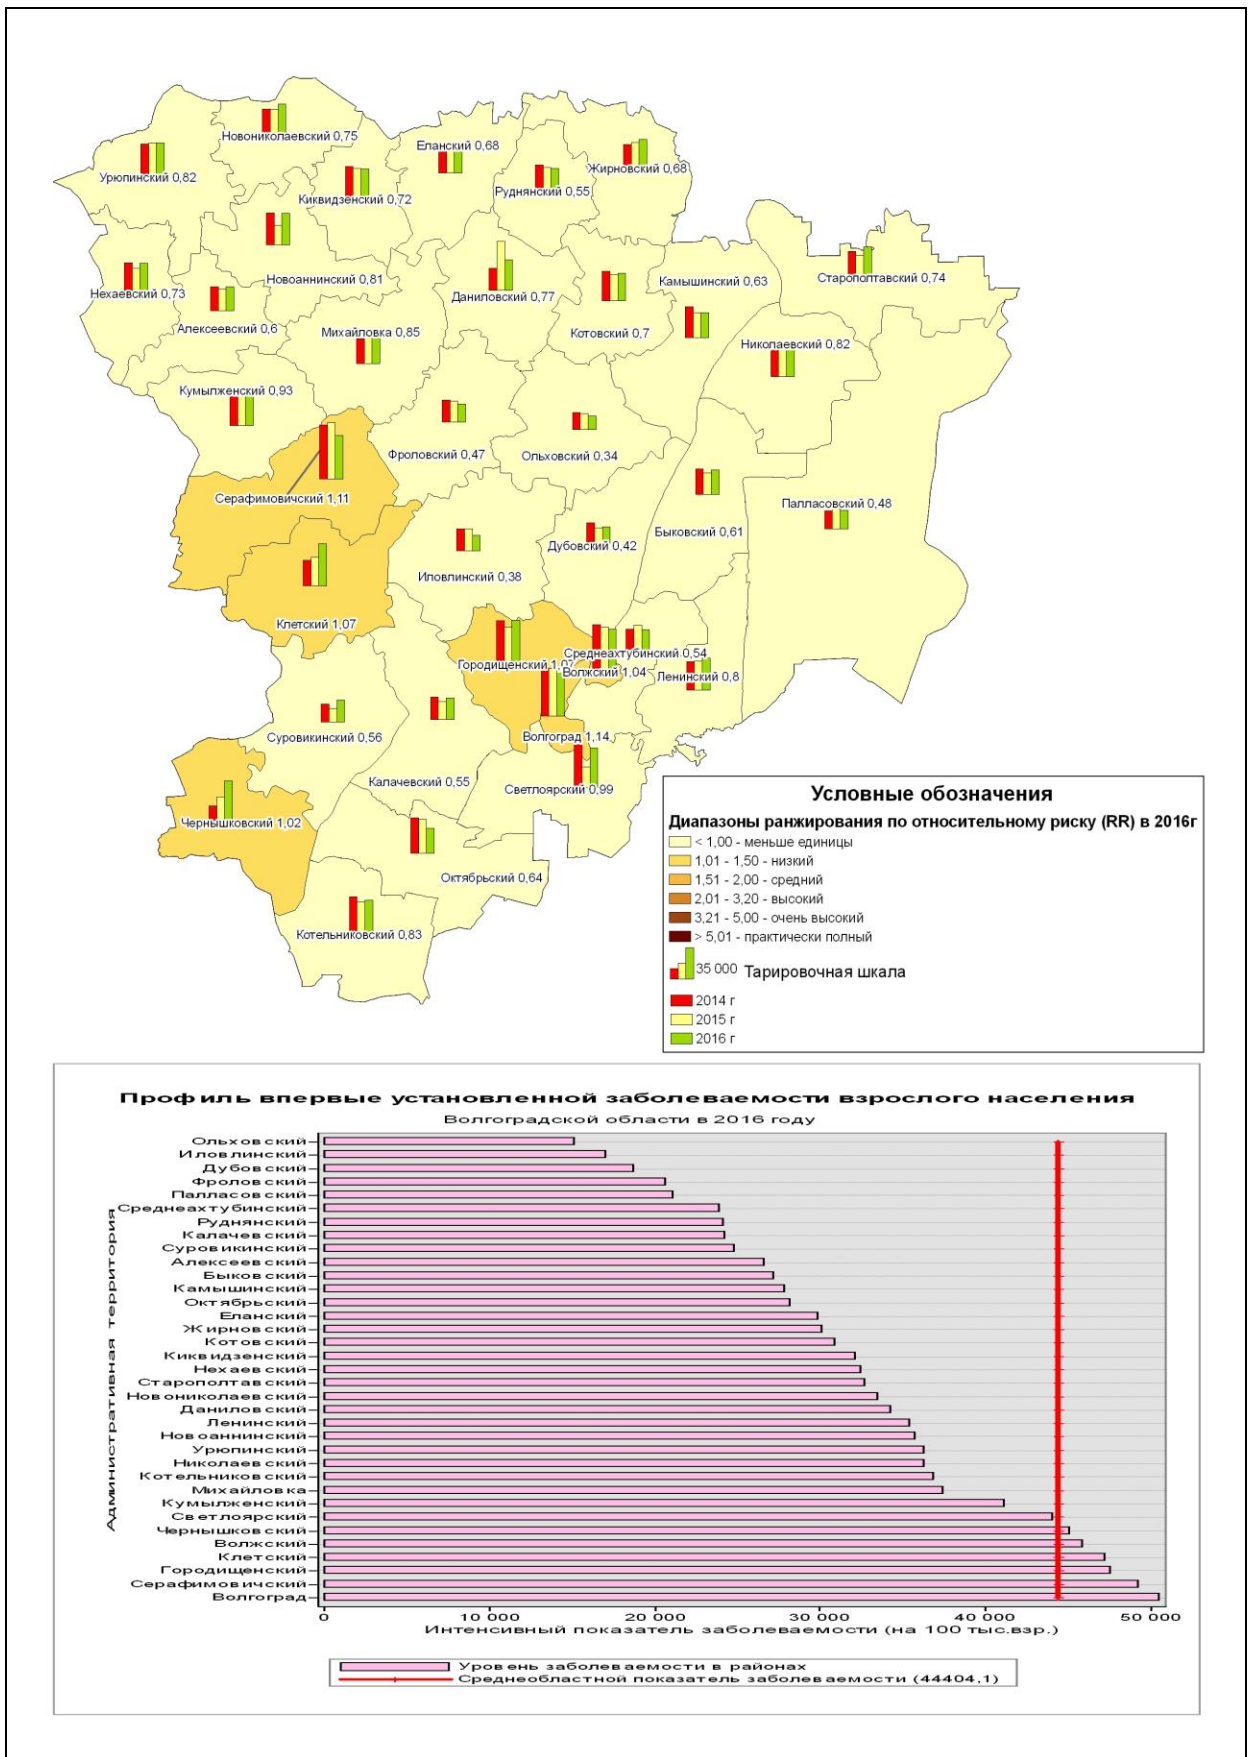 Новониколаевский 0,75
Еланский 0,68
Жирновский 0,68
Урюпинский 0,82
Киквидзенский 0,72
Руднянский 0,55
Новоаннинский 0,81
Камышинский 0,63
Старополтавский 0,74
Нехаевский 0,73
Даниловский 0,77
Алексеевский 0,6
Михайловка 0,85
Котовский 0,7
Николаевский 0,82
Кумылженский 0,93
Фроловский 0,47
Ольховский 0,34
Серафимовичский 1,11
Палласовский 0,48
Быковский 0,61
Дубовский 0,42
Иловлинский 0,38
Клетский 1,07
Среднеахтубинский 0,54
Городищенский 1,07
Волжский 1,04
Ленинский 0,8
Суровикинский 0,56
Волгоград 1,14
Калачевский 0,55
Светлоярский 0,99
Чернышковский 1,02
Октябрьский 0,64
Котельниковский 0,83
Условные обозначения
Диапазоны ранжирования по относительному риску (RR) в 2016г
< 1,00 - меньше единицы
1,01 - 1,50 - низкий
1,51 - 2,00 - средний
2,01 - 3,20 - высокий
3,21 - 5,00 - очень высокий
> 5,01 - практически полный
35 000 Тарировочная шкала
2014 г
2015 г
2016 г
Профиль впервые установленной заболеваемости взрослого населения
Волгоградской области в 2016 году
Административная территория
Ольховский
Иловлинский
Дубовский
Фроловский
Палласовский
Среднеахтубинский
Руднянский
Калачевский
Суровикинский
Алексеевский
Быковский
Камышинский
Октябрьский
Еланский
Жирновский
Котовский
Киквидзенский
Нехаевский
Старополтавский
Новониколаевский
Даниловский
Ленинский
Новоаннинский
Урюпинский
Николаевский
Котельниковский
Михайловка
Кумылженский
Светлоярский
Чернышковский
Волжский
Клетский
Городищенский
Серафимовичский
Волгоград
0 10 000 20 000 30 000 40 000 50 000
Интенсивный показатель заболеваемости (на 100 тыс.взр.)
Уровень заболеваемости в районах
Среднеобластной показатель заболеваемости (44404,1)